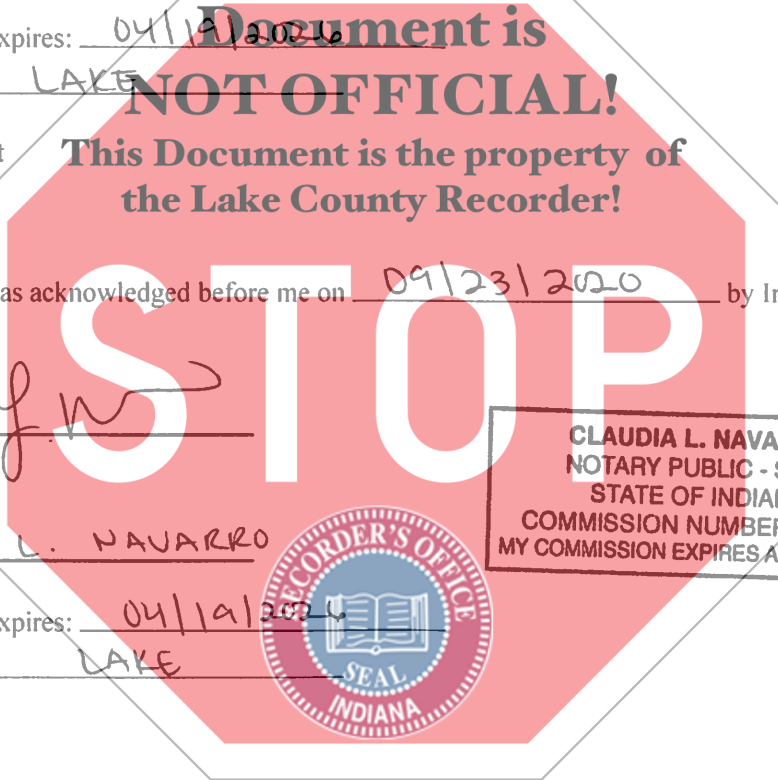 xpires: 04/19/2026
Document is
LAKE
NOT OFFICIAL!
t
This Document is the property of
the Lake County Recorder!
as acknowledged before me on 09/23/2020 by In
STOP
CLAUDIA L. NAVA
NOTARY PUBLIC - S
STATE OF INDIAN
COMMISSION NUMBER
MY COMMISSION EXPIRES A
L. NAVARRO
RECORDER'S OFFICE
xpires: 04/19/2026
LAKE
SEAL
INDIANA